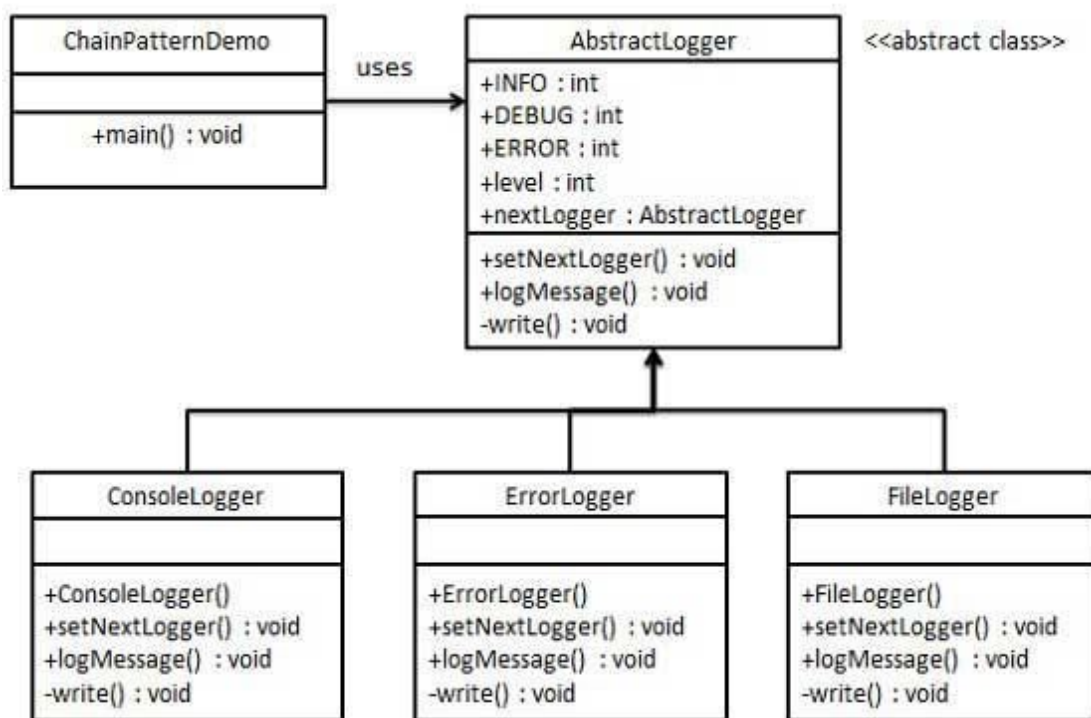 ChainPatternDemo
+main() : void
uses
AbstractLogger
+INFO : int
+DEBUG : int
+ERROR : int
+level : int
+nextLogger : AbstractLogger
+setNextLogger() : void
+logMessage() : void
-write() : void
<<abstract class>>
ConsoleLogger
+ConsoleLogger()
+setNextLogger() : void
+logMessage() : void
-write() : void
ErrorLogger
+ErrorLogger()
+setNextLogger() : void
+logMessage() : void
-write() : void
FileLogger
+FileLogger()
+setNextLogger() : void
+logMessage() : void
-write() : void